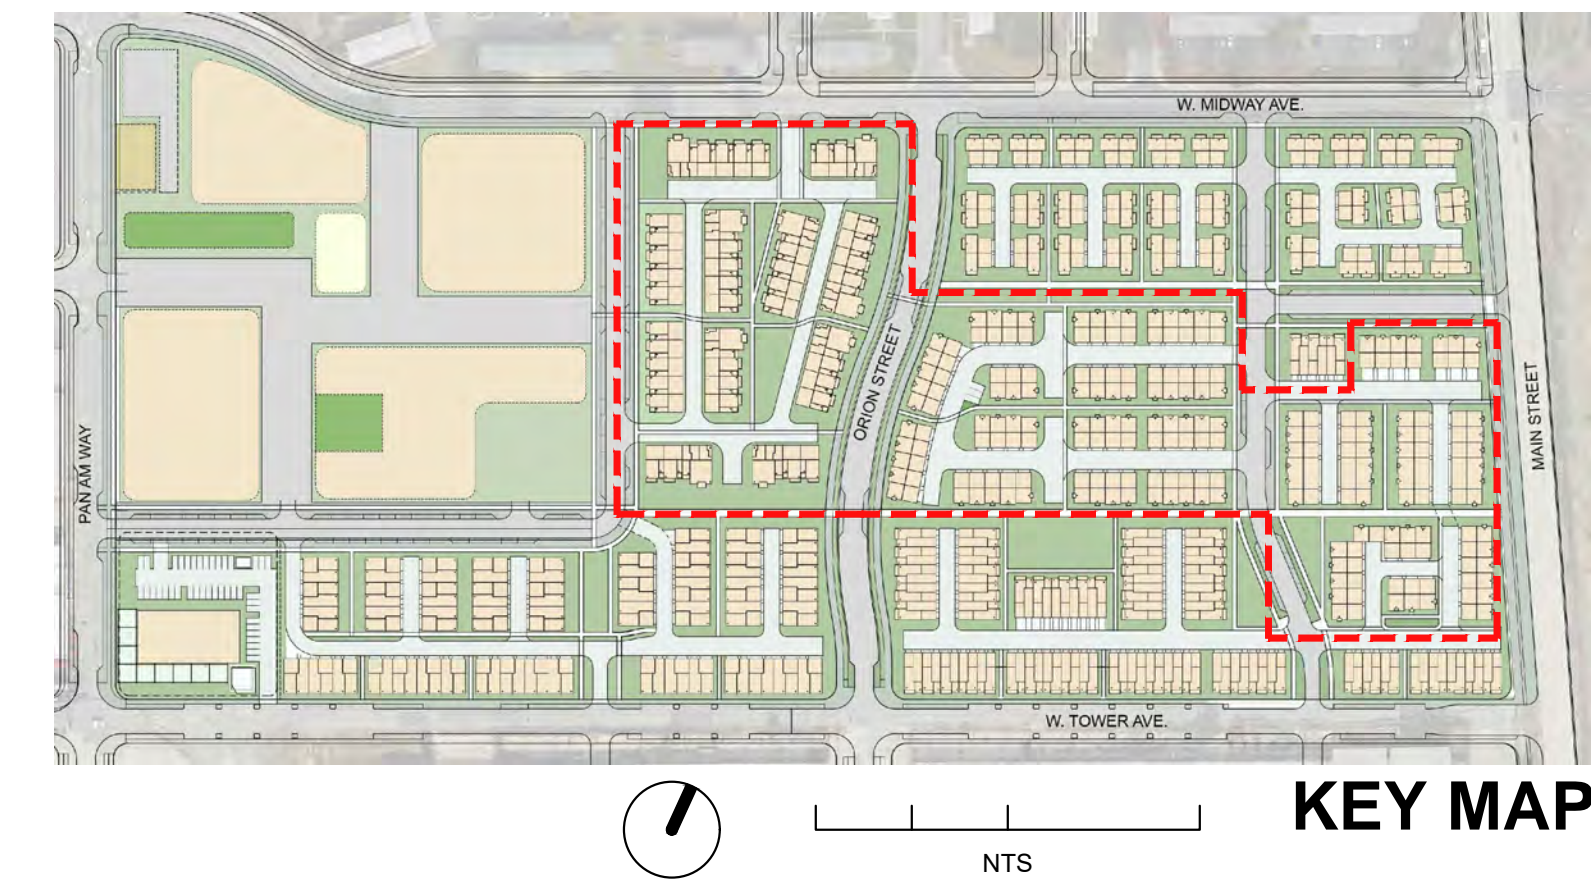 W. MIDWAY AVE.
ORION STREET
MAIN STREET
PAN AM WAY
W. TOWER AVE.
KEY MAP
NTS